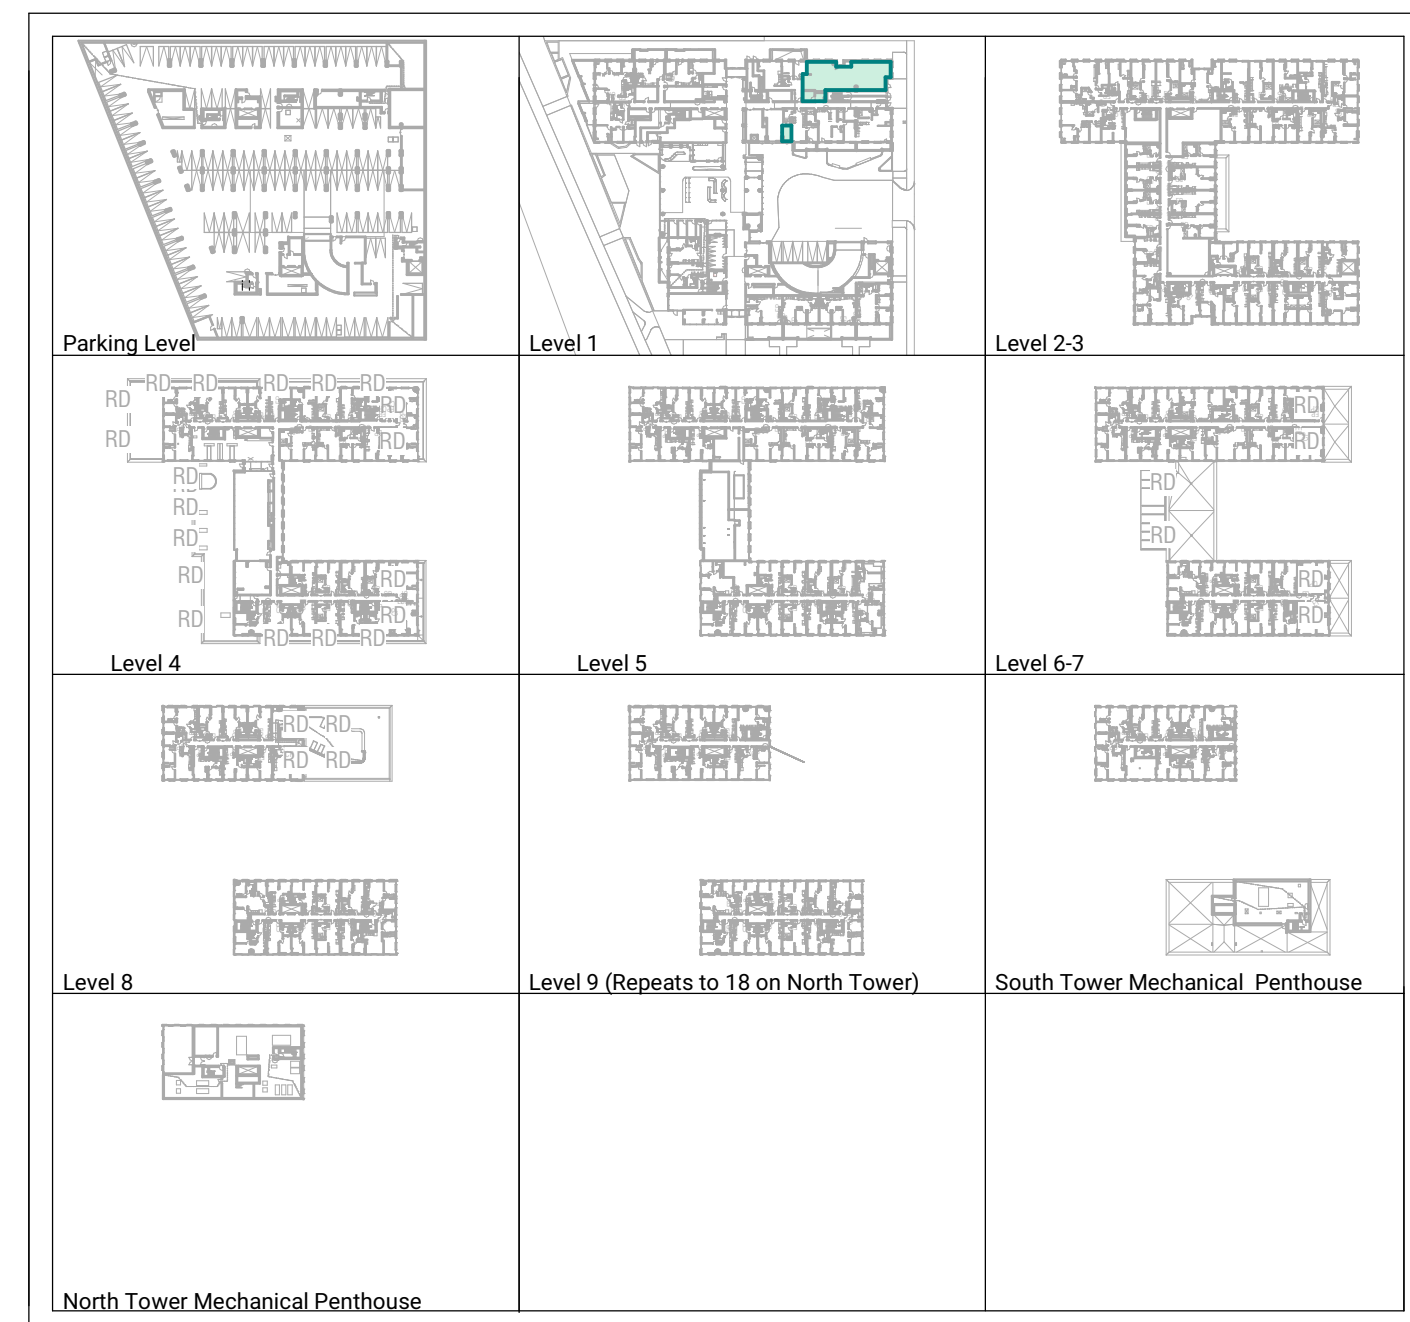 Parking Level
Level 1
Level 2-3
RD RD RD RD RD
RD
RD
RD
RD
RD
RD
RD
RD
RD
RD
RD
RD RD RD
Level 4
Level 5
RD
RD
RD
RD
RD
RD
Level 6-7
RD RD
RD RD
Level 8
Level 9 (Repeats to 18 on North Tower)
South Tower Mechanical Penthouse
North Tower Mechanical Penthouse